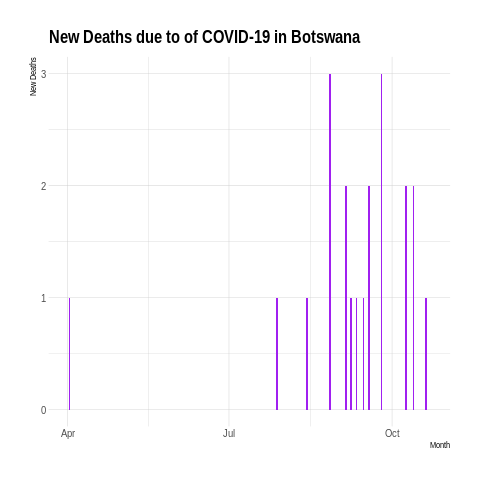 New Deaths due to of COVID-19 in Botswana
New Deaths
3
2
1
0
Apr
Jul
Oct
Month